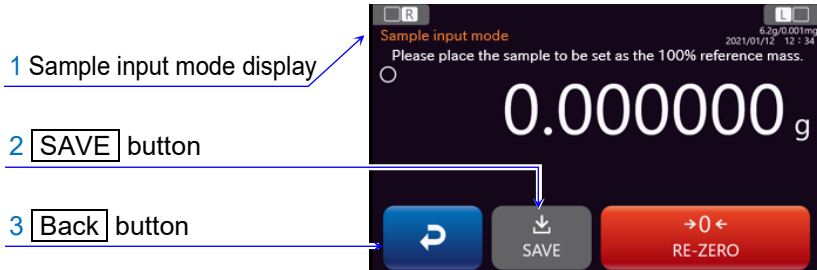 R
L
Sample input mode
6.2g/0.001mg
2021/01/12 12:34
Please place the sample to be set as the 100% reference mass.
0.000000 g
1 Sample input mode display
2 SAVE button
3 Back button
SAVE
→0←
RE-ZERO